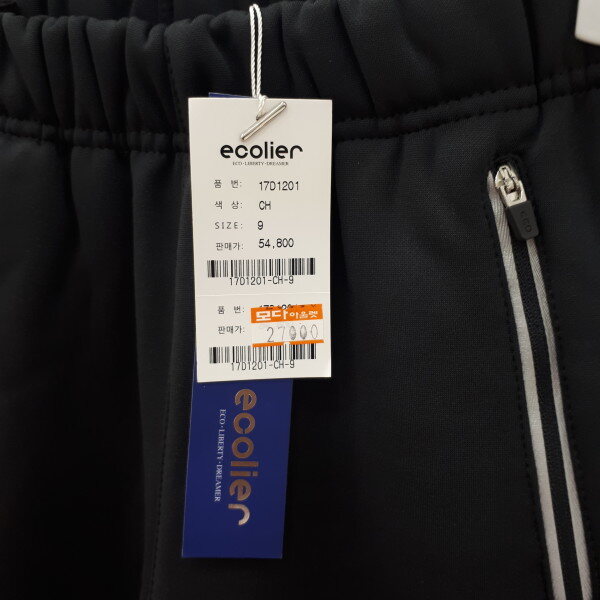 ecolier
ECO·LIBERTY·DREAMER
품 번: 17D1201
색 상: CH
SIZE: 9
판매가: 54,800
17D1201-CH-9
품 번:
모다아울렛
판매가: 27000
17D1201-CH-9
ecolier
ECO·LIBERTY·DREAMER